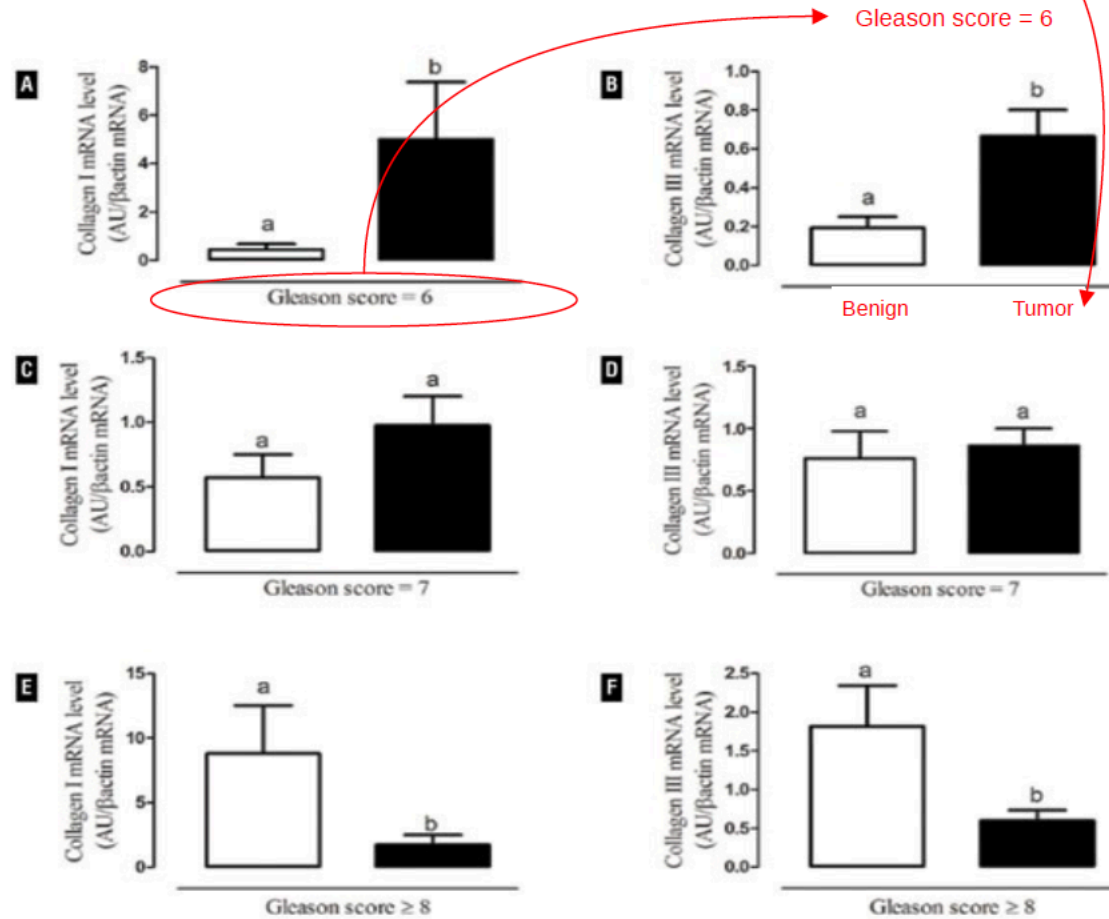 Gleason score = 6
A
Collagen I mRNA level
(AU/βactin mRNA)
8
6
4
2
0
a
b
Gleason score = 6
B
Collagen III mRNA level
(AU/βactin mRNA)
1.0
0.8
0.6
0.4
0.2
0.0
a
b
Benign
Tumor
C
Collagen I mRNA level
(AU/βactin mRNA)
1.5
1.0
0.5
0.0
a
a
Gleason score = 7
D
Collagen III mRNA level
(AU/βactin mRNA)
1.5
1.0
0.5
0.0
a
a
Gleason score = 7
E
Collagen I mRNA level
(AU/βactin mRNA)
15
10
5
0
a
b
Gleason score ≥ 8
F
Collagen III mRNA level
(AU/βactin mRNA)
2.5
2.0
1.5
1.0
0.5
0.0
a
b
Gleason score ≥ 8